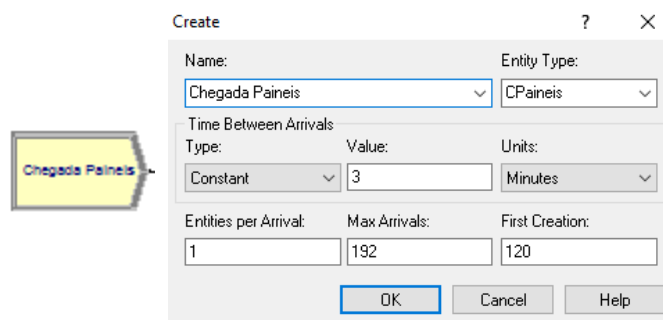 Create
? ✕
Name:
Entity Type:
Chegada Paineis
CPaineis
Time Between Arrivals
Type:
Value:
Units:
Constant
3
Minutes
Entities per Arrival:
Max Arrivals:
First Creation:
1
192
120
OK
Cancel
Help
Chegada Paineis